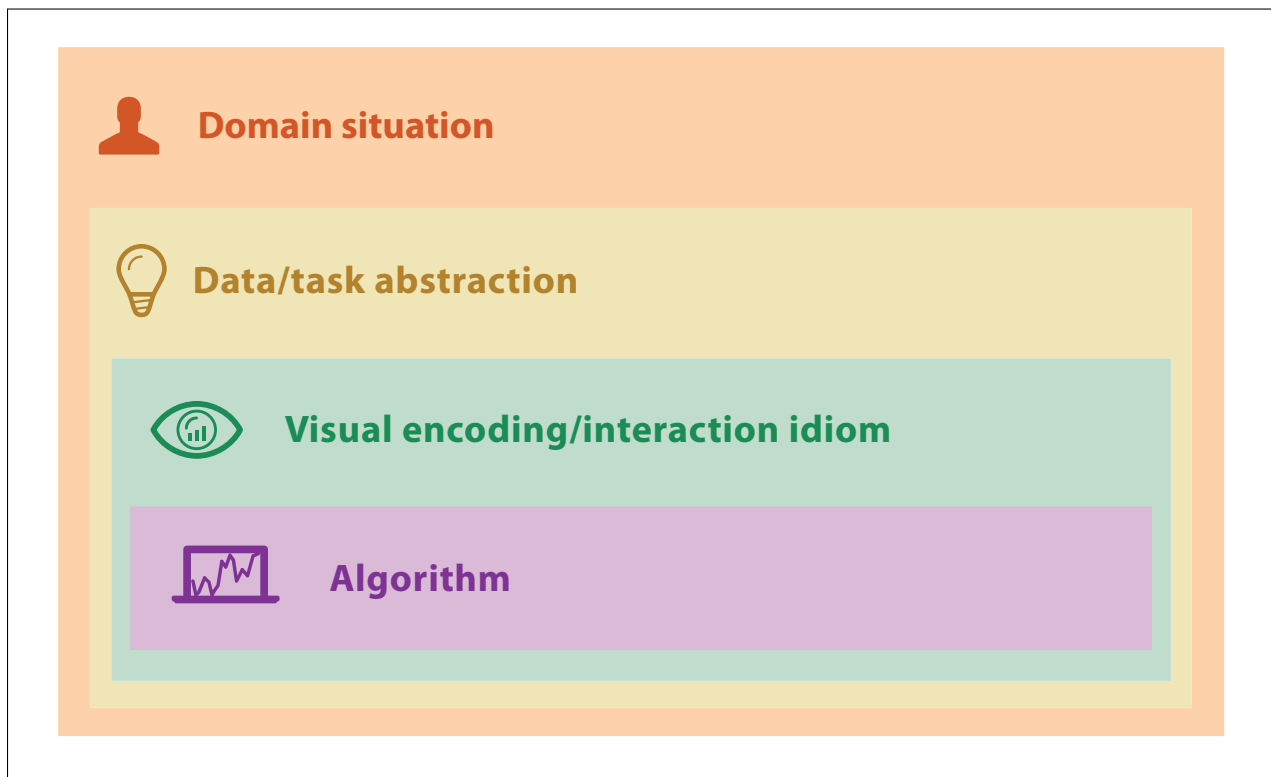 Domain situation
Data/task abstraction
Visual encoding/interaction idiom
Algorithm